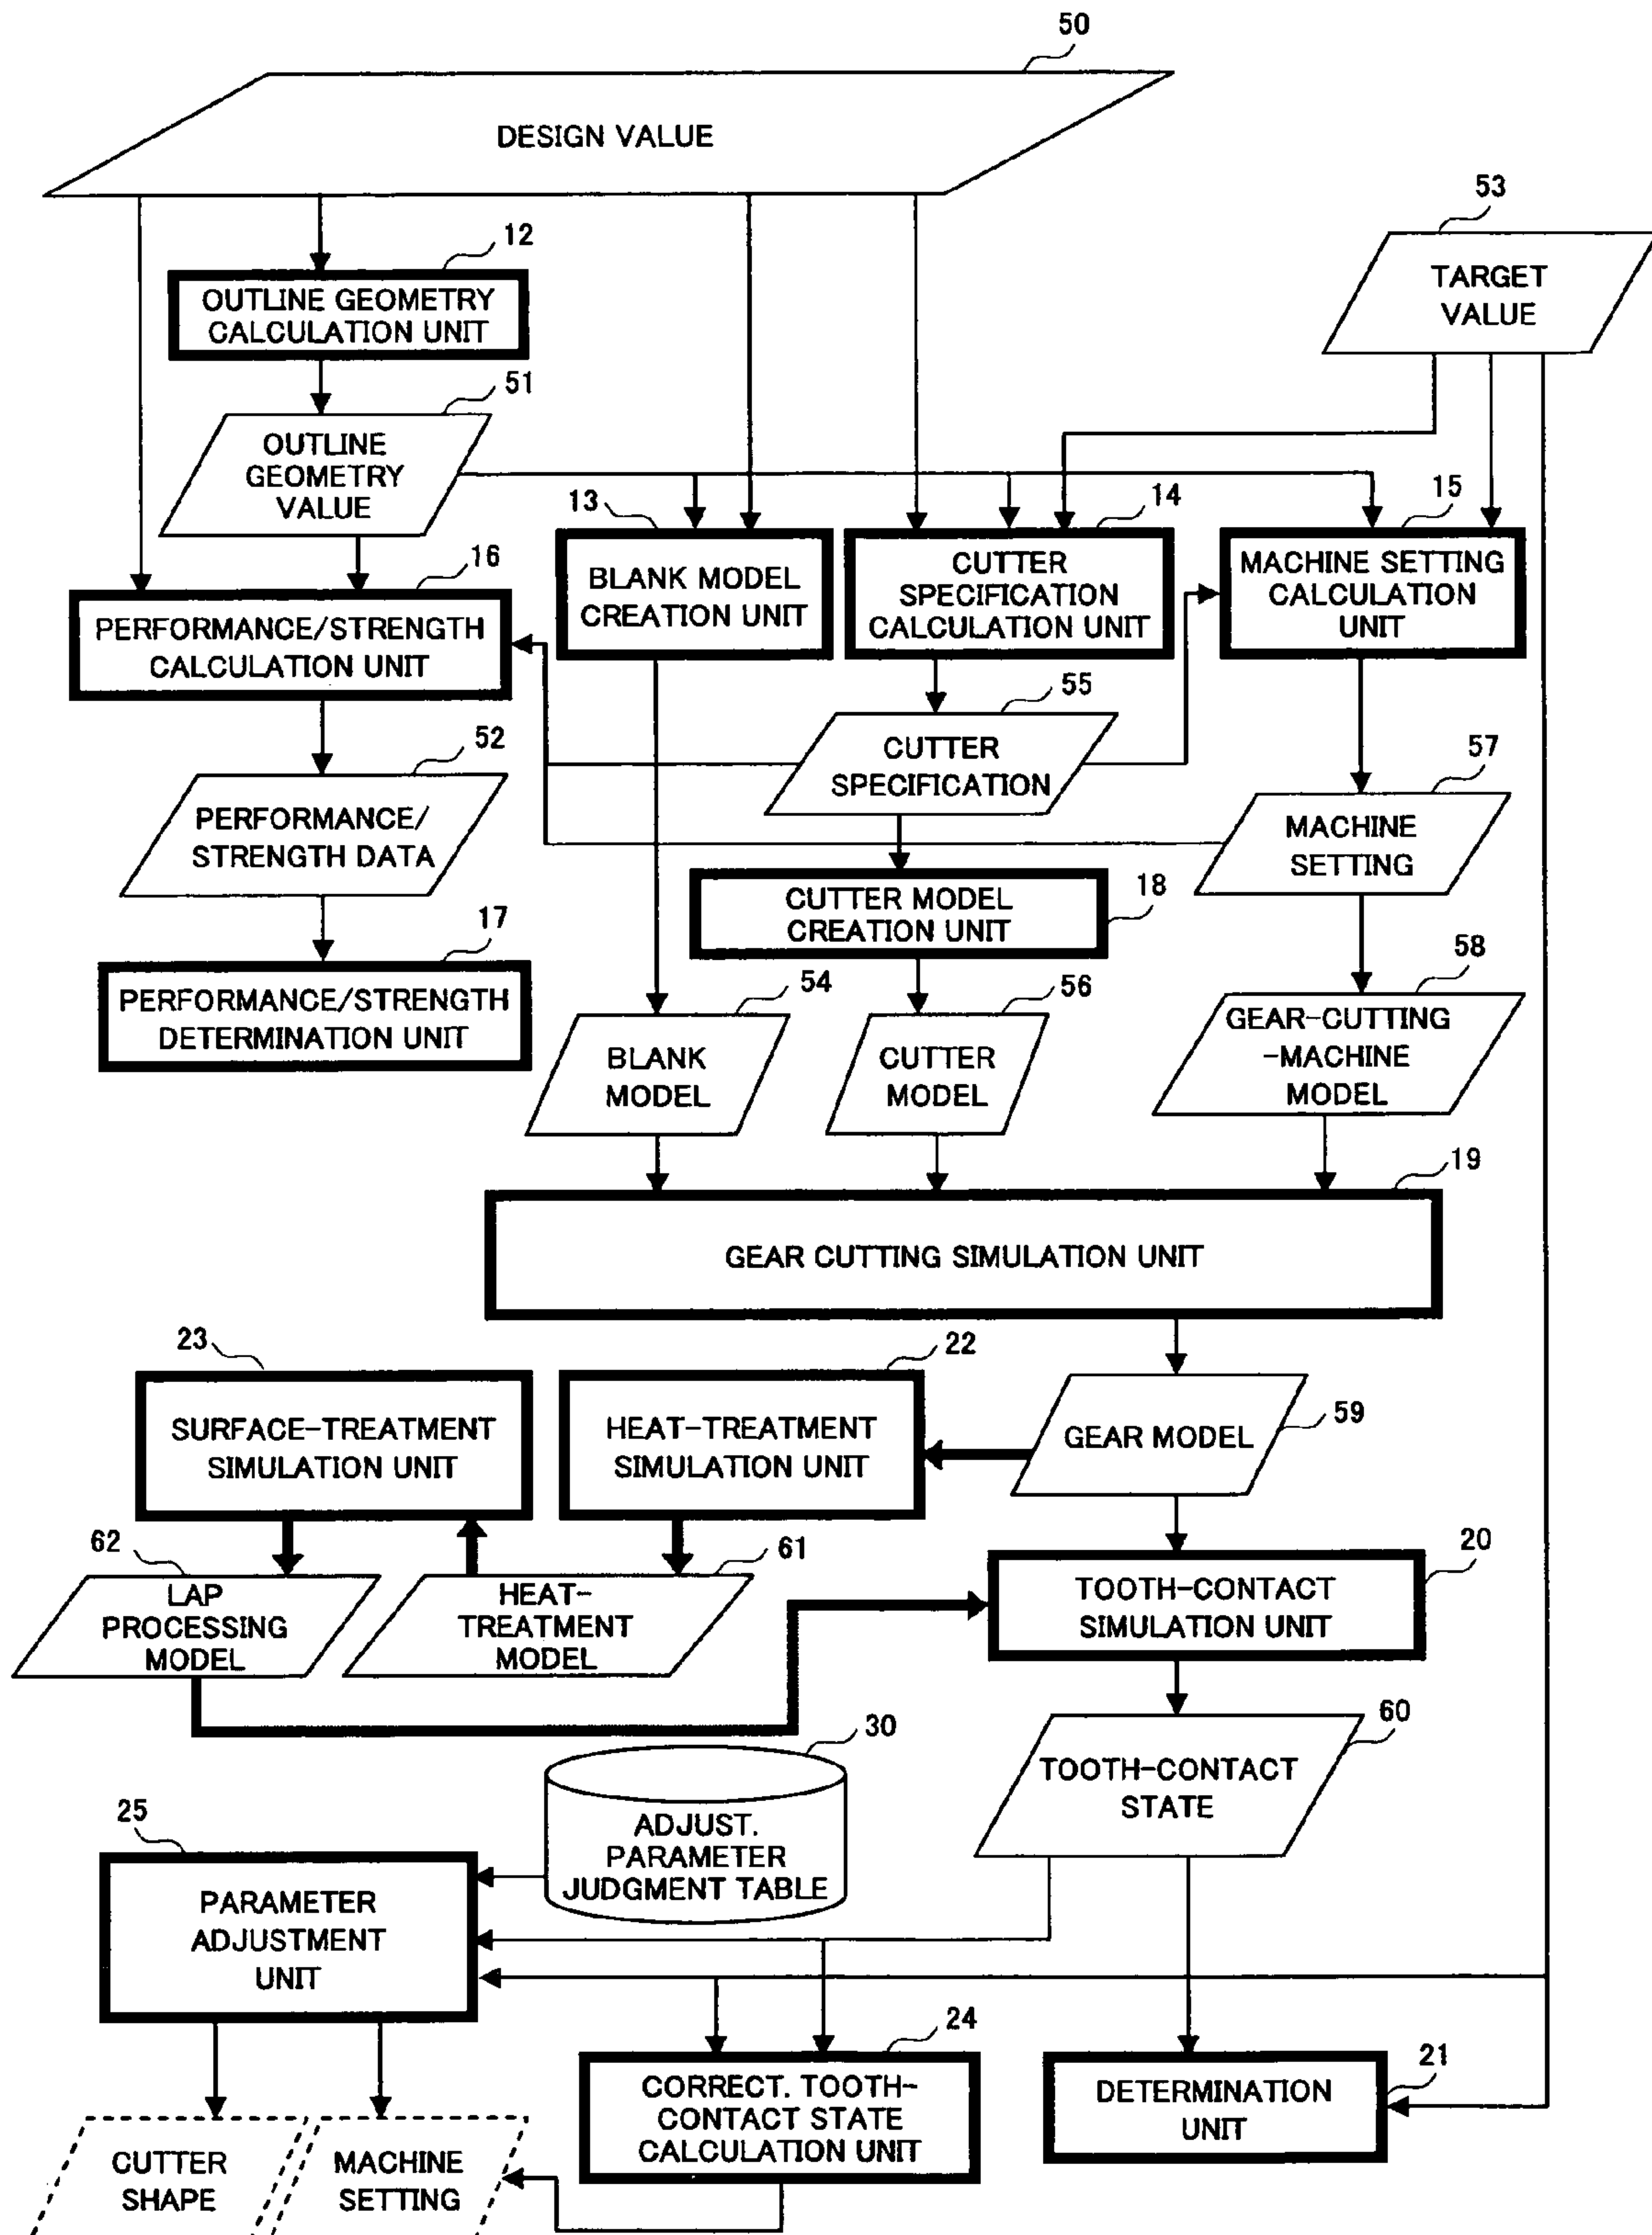 50
DESIGN VALUE
53
TARGET
VALUE
12
OUTLINE GEOMETRY
CALCULATION UNIT
51
OUTLINE
GEOMETRY
VALUE
13
BLANK MODEL
CREATION UNIT
14
CUTTER
SPECIFICATION
CALCULATION UNIT
15
MACHINE SETTING
CALCULATION
UNIT
16
PERFORMANCE/STRENGTH
CALCULATION UNIT
55
CUTTER
SPECIFICATION
52
PERFORMANCE/
STRENGTH DATA
57
MACHINE
SETTING
18
CUTTER MODEL
CREATION UNIT
17
PERFORMANCE/STRENGTH
DETERMINATION UNIT
54
BLANK
MODEL
56
CUTTER
MODEL
58
GEAR-CUTTING
-MACHINE
MODEL
19
GEAR CUTTING SIMULATION UNIT
23
SURFACE-TREATMENT
SIMULATION UNIT
22
HEAT-TREATMENT
SIMULATION UNIT
59
GEAR MODEL
62
LAP
PROCESSING
MODEL
61
HEAT-
TREATMENT
MODEL
20
TOOTH-CONTACT
SIMULATION UNIT
30
ADJUST.
PARAMETER
JUDGMENT TABLE
60
TOOTH-CONTACT
STATE
25
PARAMETER
ADJUSTMENT
UNIT
24
CORRECT. TOOTH-
CONTACT STATE
CALCULATION UNIT
21
DETERMINATION
UNIT
CUTTER
SHAPE
MACHINE
SETTING